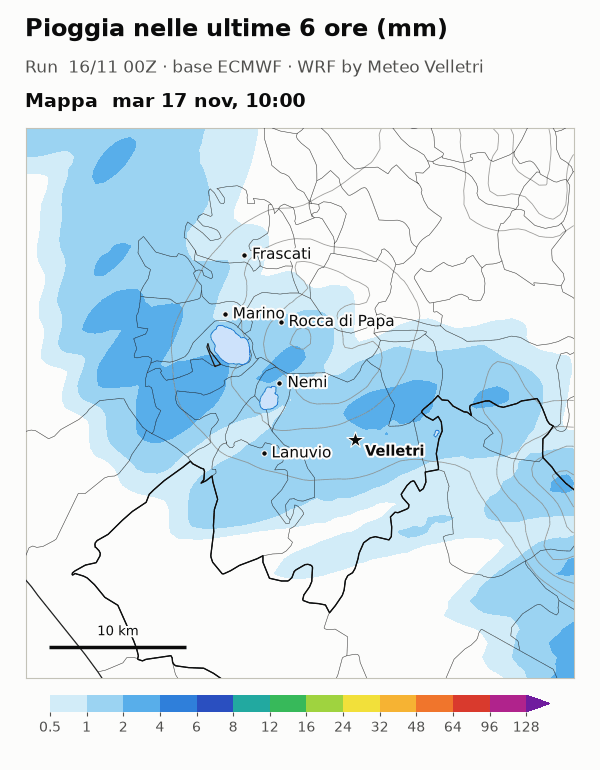 Pioggia nelle ultime 6 ore (mm)
Run  16/11 00Z · base ECMWF · WRF by Meteo Velletri
Mappa  mar 17 nov, 10:00
Frascati
Marino
Rocca di Papa
Nemi
Velletri
Lanuvio
10 km
0.5 1 2 4 6 8 12 16 24 32 48 64 96 128